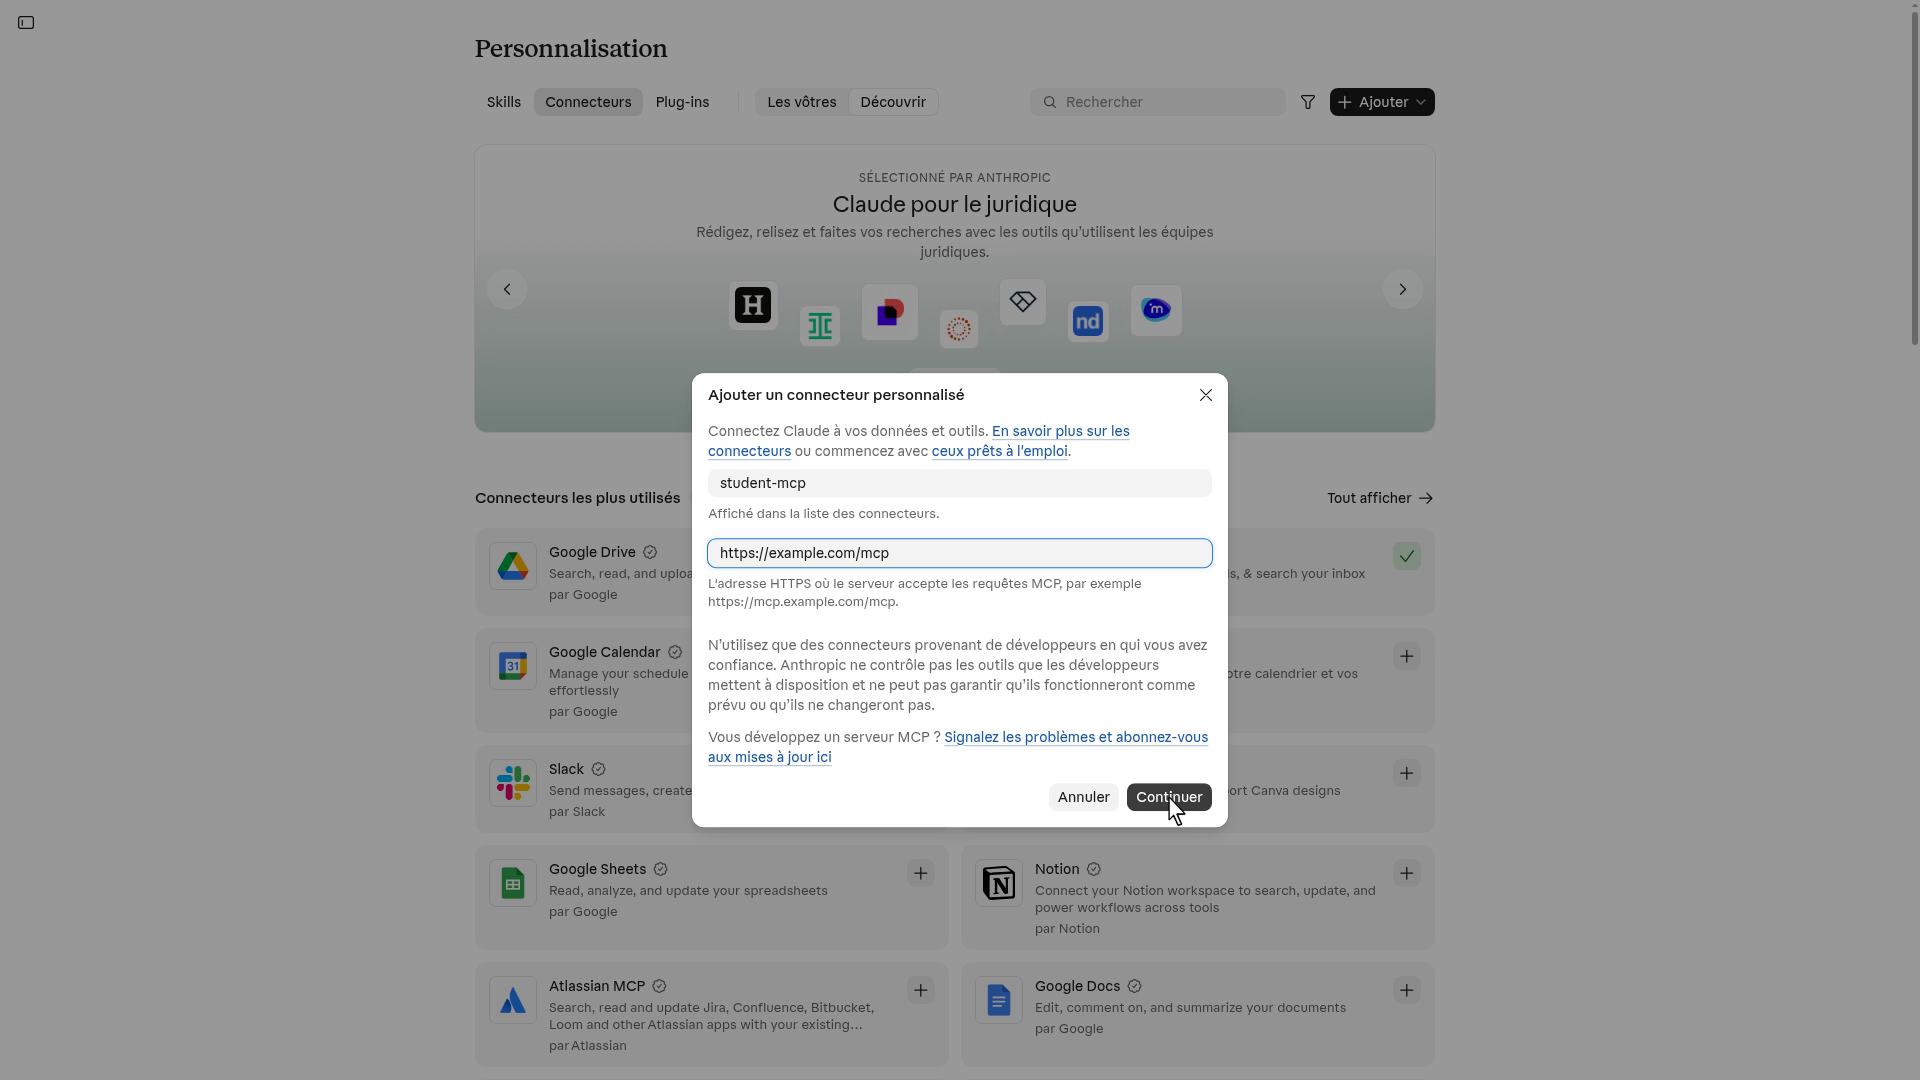 Personnalisation
Skills
Connecteurs
Plug-ins
Les vôtres
Découvrir
Rechercher
Ajouter
SÉLECTIONNÉ PAR ANTHROPIC
Claude pour le juridique
Rédigez, relisez et faites vos recherches avec les outils qu’utilisent les équipes
juridiques.
H
nd
m
Ajouter un connecteur personnalisé
Connectez Claude à vos données et outils. En savoir plus sur les
connecteurs ou commencez avec ceux prêts à l’emploi.
student-mcp
Affiché dans la liste des connecteurs.
https://example.com/mcp
L’adresse HTTPS où le serveur accepte les requêtes MCP, par exemple
https://mcp.example.com/mcp.
N’utilisez que des connecteurs provenant de développeurs en qui vous avez
confiance. Anthropic ne contrôle pas les outils que les développeurs
mettent à disposition et ne peut pas garantir qu’ils fonctionneront comme
prévu ou qu’ils ne changeront pas.
Vous développez un serveur MCP ? Signalez les problèmes et abonnez-vous
aux mises à jour ici
Annuler
Continuer
Connecteurs les plus utilisés
Tout afficher
Google Drive
Search, read, and
par Google
& search your inbox
31
Google Calendar
Manage your schedule
effortlessly
par Google
calendrier et vos
Slack
Send messages, create
par Slack
Canva designs
Google Sheets
Read, analyze, and update your spreadsheets
par Google
Notion
Connect your Notion workspace to search, update, and
power workflows across tools
par Notion
Atlassian MCP
Search, read and update Jira, Confluence, Bitbucket,
Loom and other Atlassian apps with your existing…
par Atlassian
Google Docs
Edit, comment on, and summarize your documents
par Google